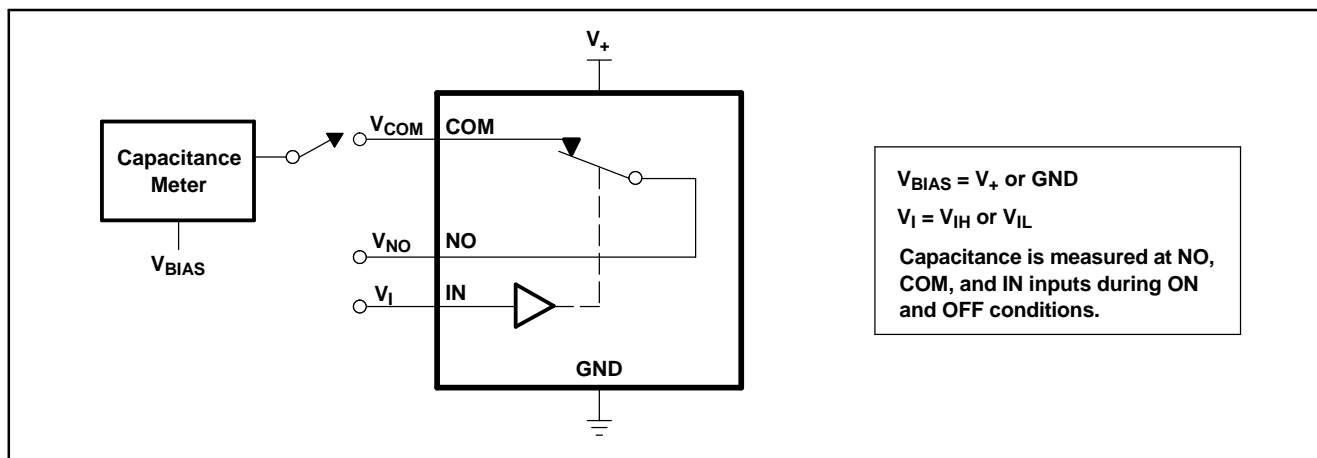 V+
VCOM COM
Capacitance
Meter
VBIAS
VNO NO
VI IN
GND
VBIAS = V+ or GND
VI = VIH or VIL
Capacitance is measured at NO,
COM, and IN inputs during ON
and OFF conditions.